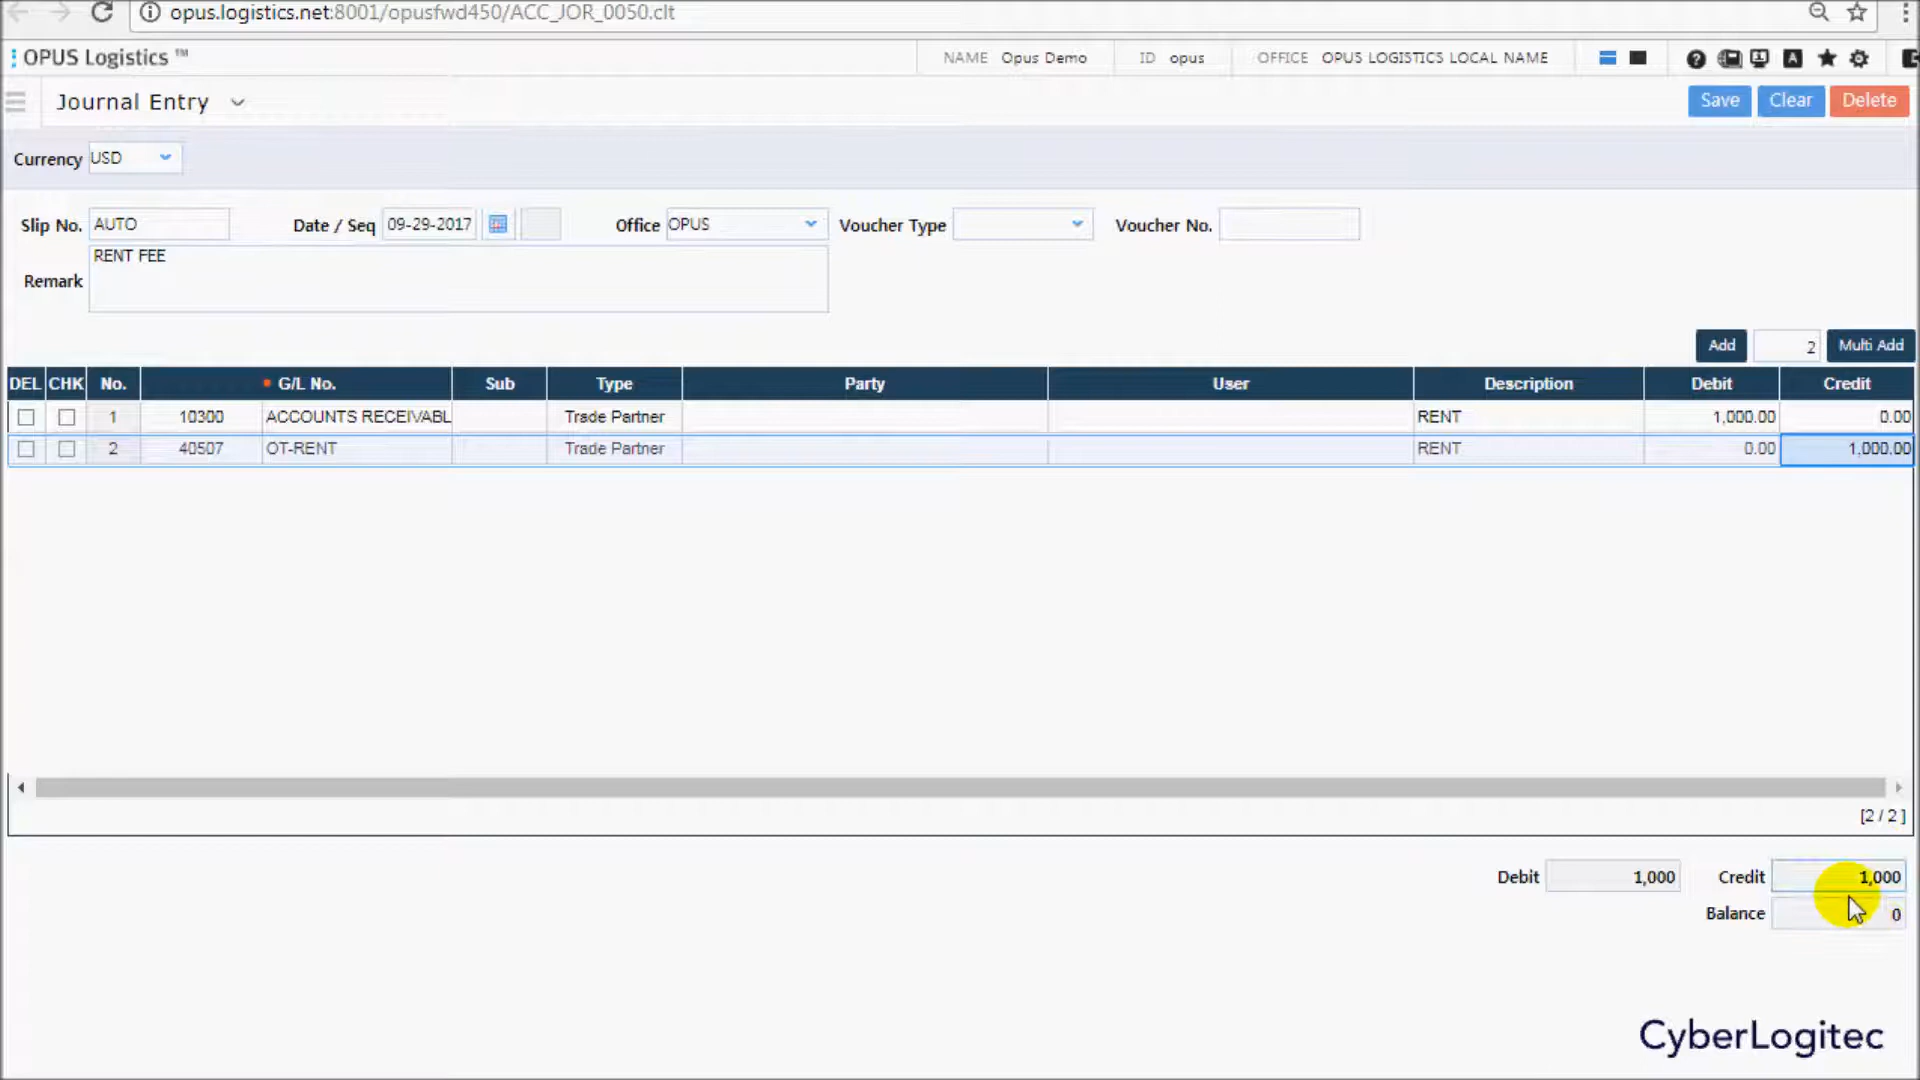 opus.logistics.net:8001/opusfwd450/ACC_JOR_0050.clt
OPUS Logistics ™
NAME Opus Demo ID opus OFFICE OPUS LOGISTICS LOCAL NAME
Journal Entry
Save Clear Delete
Currency USD
Slip No. AUTO Date / Seq 09-29-2017 Office OPUS Voucher Type Voucher No.
Remark RENT FEE
Add 2 Multi Add
DEL CHK No. G/L No. Sub Type Party User Description Debit Credit
1 10300 ACCOUNTS RECEIVABL Trade Partner RENT 1,000.00 0.00
2 40507 OT-RENT Trade Partner RENT 0.00 1,000.00
[2 / 2 ]
Debit 1,000 Credit 1,000
Balance 0
CyberLogitec